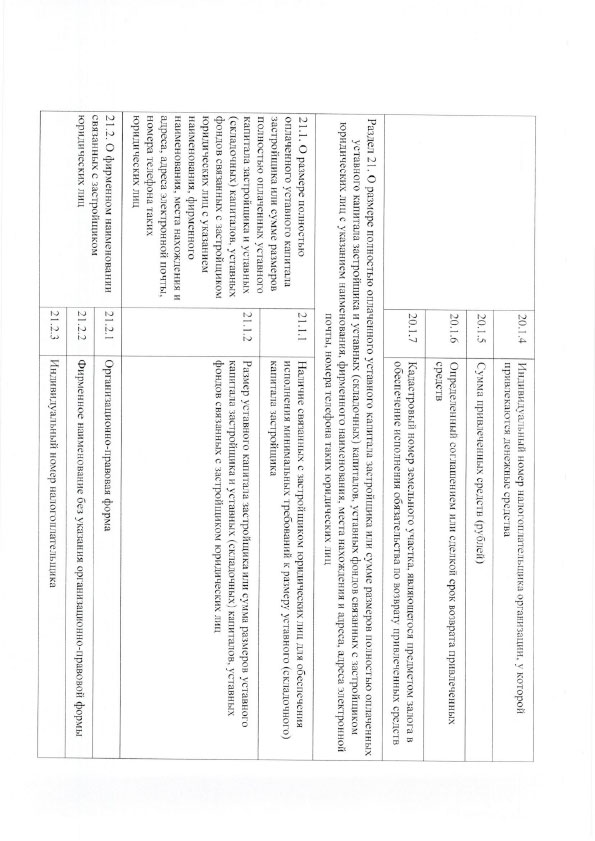 20.1.4
Индивидуальный номер налогоплательщика организации, у которой
привлекаются денежные средства
20.1.5
Сумма привлеченных средств (рублей)
20.1.6
Определенный соглашением или сделкой срок возврата привлеченных
средств
20.1.7
Кадастровый номер земельного участка, являющегося предметом залога в
обеспечение исполнения обязательства по возврату привлеченных средств
Раздел 21. О размере полностью оплаченного уставного капитала застройщика или сумме размеров полностью оплаченных
уставного капитала застройщика и уставных (складочных) капиталов, уставных фондов связанных с застройщиком
юридических лиц с указанием наименования, фирменного наименования, места нахождения и адреса, адреса электронной
почты, номера телефона таких юридических лиц
21.1. О размере полностью
оплаченного уставного капитала
застройщика или сумме размеров
полностью оплаченных уставного
капитала застройщика и уставных
(складочных) капиталов, уставных
фондов связанных с застройщиком
юридических лиц с указанием
наименования, фирменного
наименования, места нахождения и
адреса, адреса электронной почты,
номера телефона таких
юридических лиц
21.1.1
Наличие связанных с застройщиком юридических лиц для обеспечения
исполнения минимальных требований к размеру уставного (складочного)
капитала застройщика
21.1.2
Размер уставного капитала застройщика или сумма размеров уставного
капитала застройщика и уставных (складочных) капиталов, уставных
фондов связанных с застройщиком юридических лиц
21.2. О фирменном наименовании
связанных с застройщиком
юридических лиц
21.2.1
Организационно-правовая форма
21.2.2
Фирменное наименование без указания организационно-правовой формы
21.2.3
Индивидуальный номер налогоплательщика